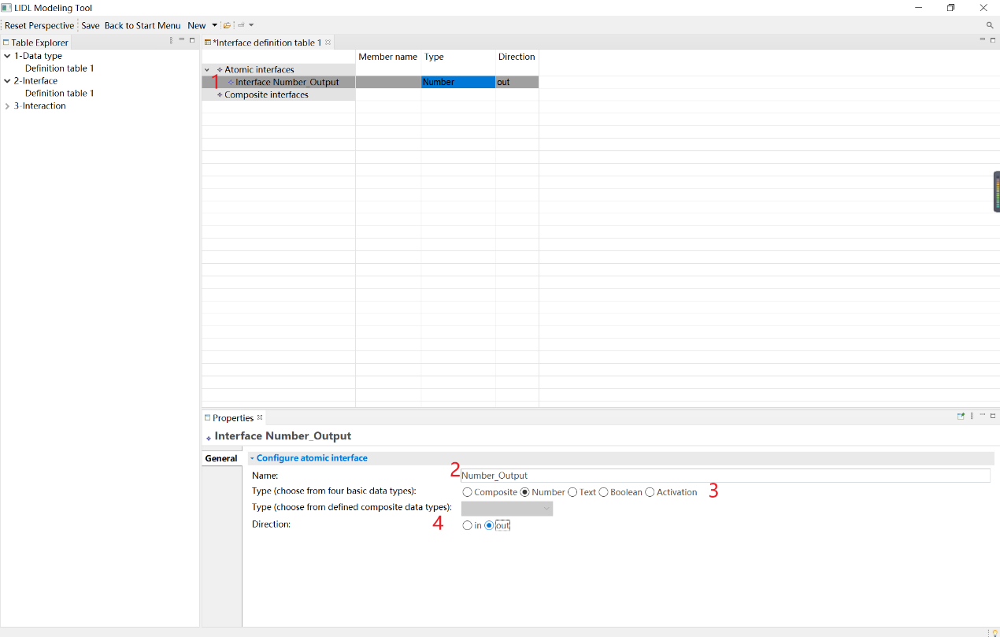 LIDL Modeling Tool
Reset Perspective Save Back to Start Menu New
Table Explorer
*Interface definition table 1
1-Data type
Definition table 1
2-Interface
Definition table 1
3-Interaction
Member name Type Direction
Atomic interfaces
1 Interface Number_Output Number out
Composite interfaces
Properties
Interface Number_Output
General
Configure atomic interface
Name: 2 Number_Output
Type (choose from four basic data types): Composite Number Text Boolean Activation 3
Type (choose from defined composite data types):
Direction: 4 in out